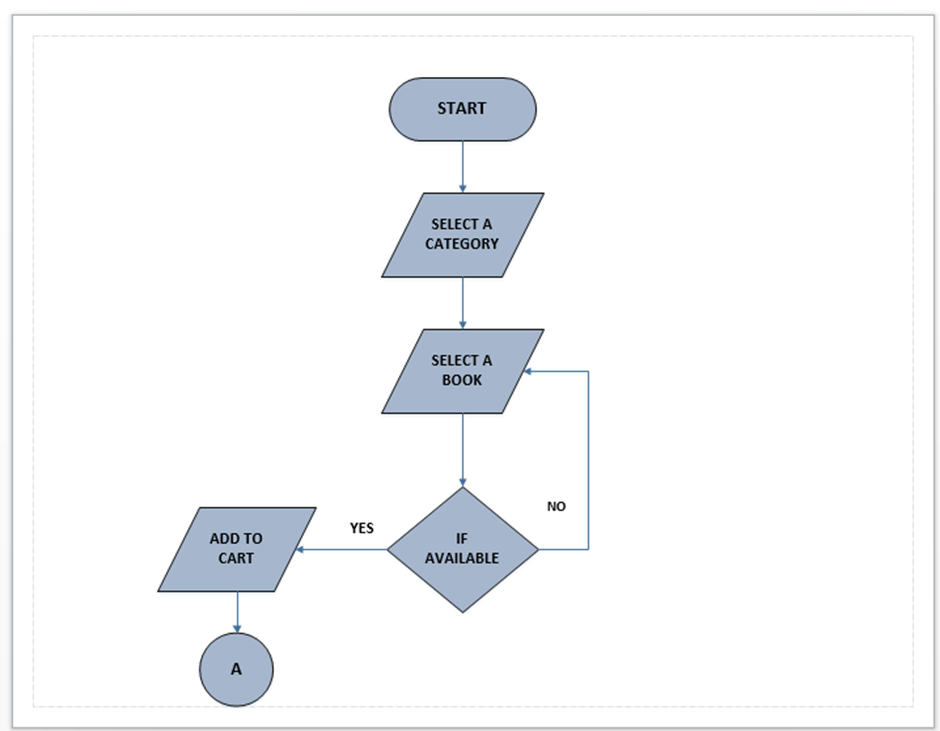 START
SELECT A
CATEGORY
SELECT A
BOOK
NO
YES
IF
AVAILABLE
ADD TO
CART
A